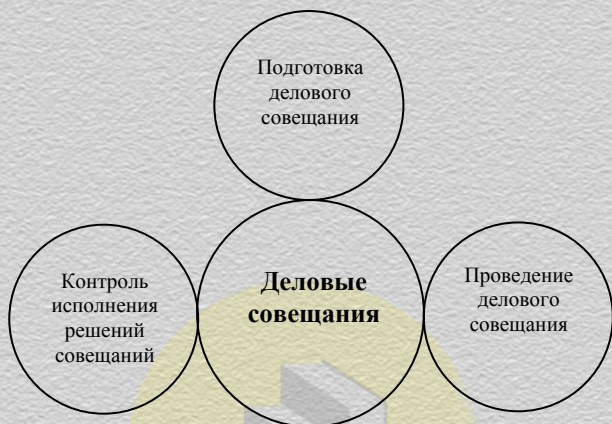 Подготовка
делового
совещания
Контроль
исполнения
решений
совещаний
Деловые
совещания
Проведение
делового
совещания